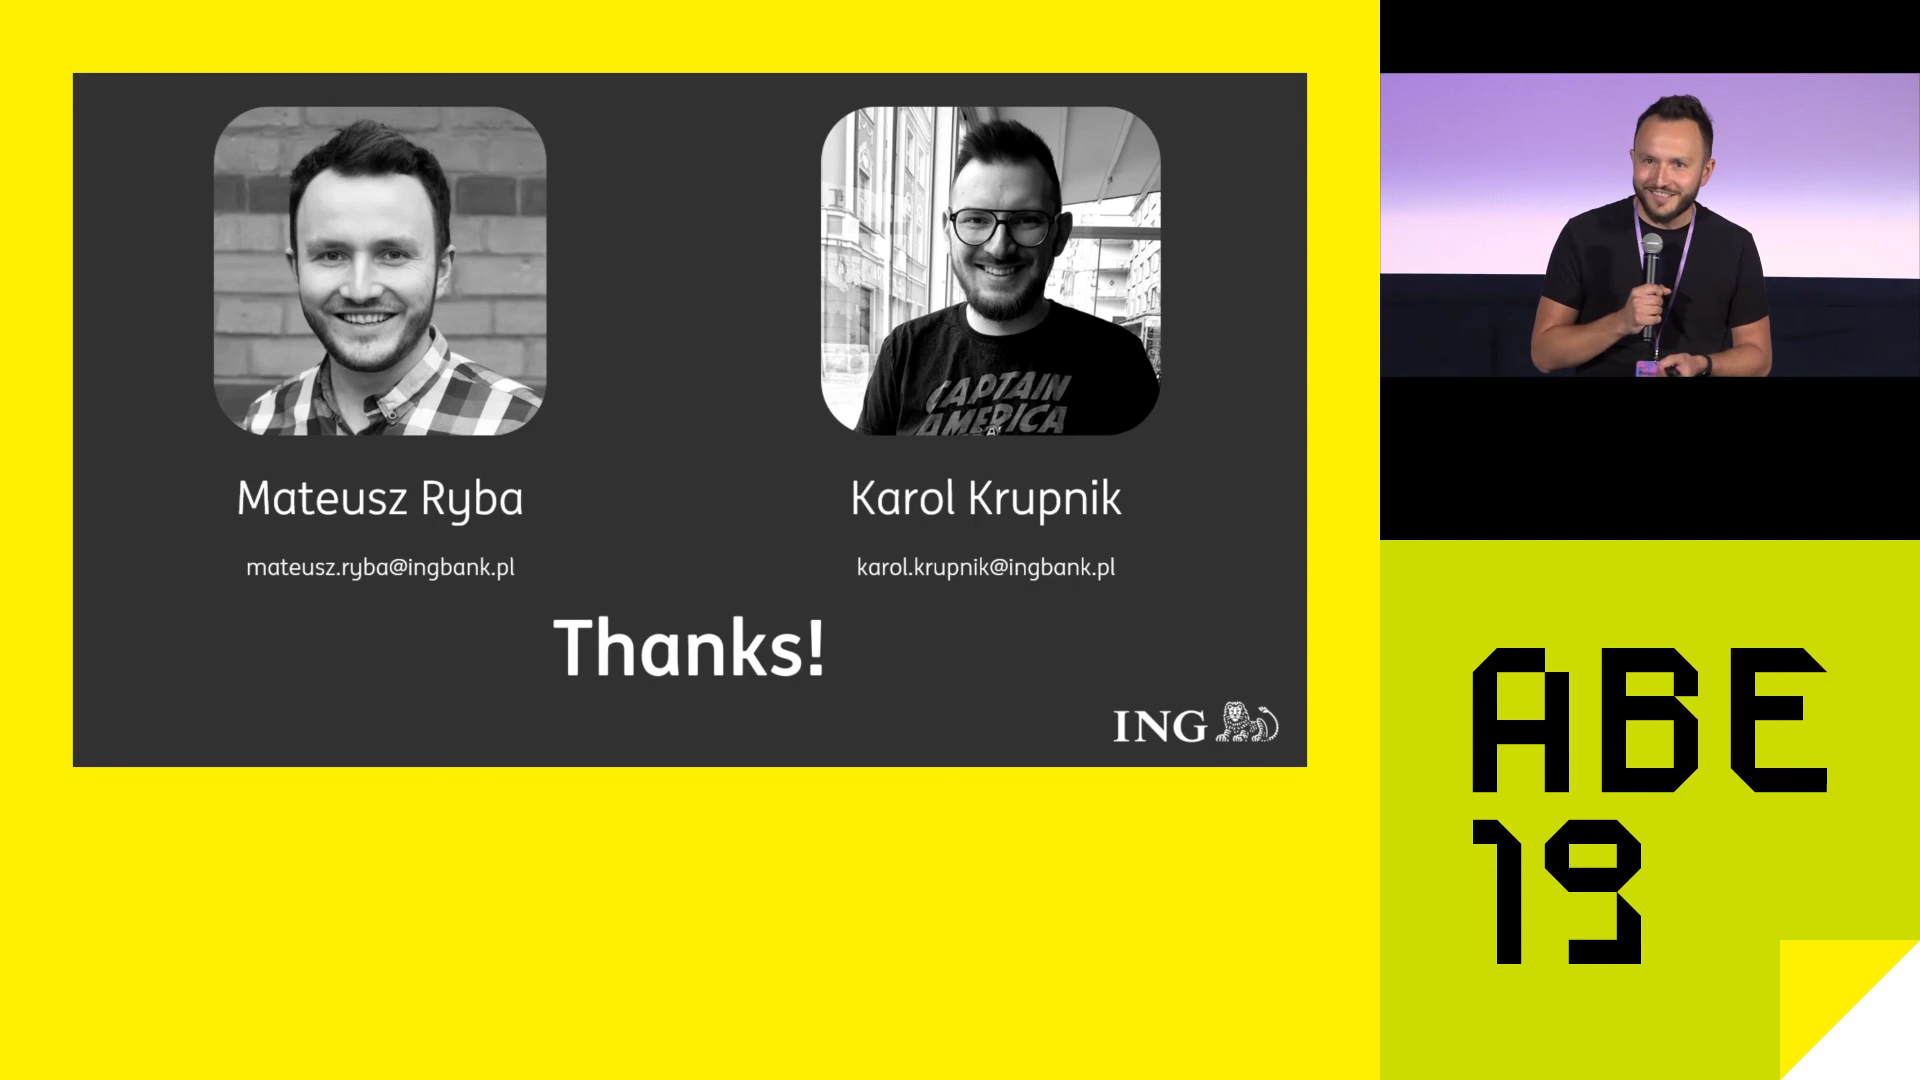 CAPTAIN
AMERICA
Mateusz Ryba
Karol Krupnik
mateusz.ryba@ingbank.pl
karol.krupnik@ingbank.pl
Thanks!
ING
ABE
19